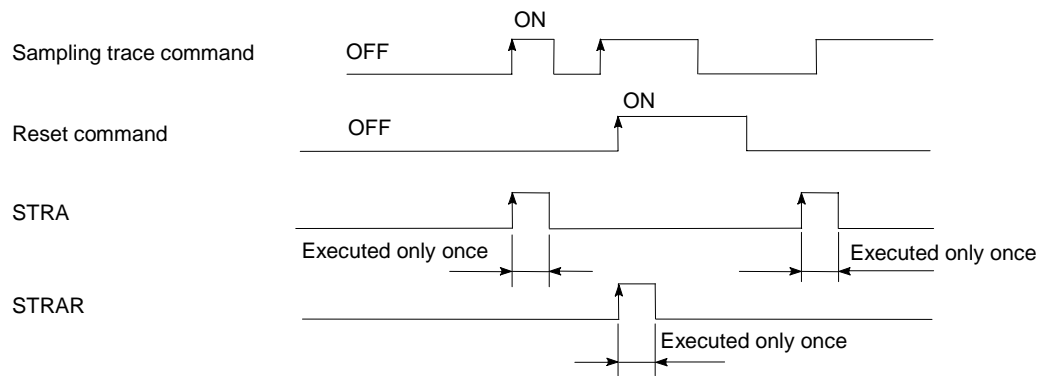 ON
Sampling trace command
OFF
ON
Reset command
OFF
STRA
Executed only once
Executed only once
STRAR
Executed only once